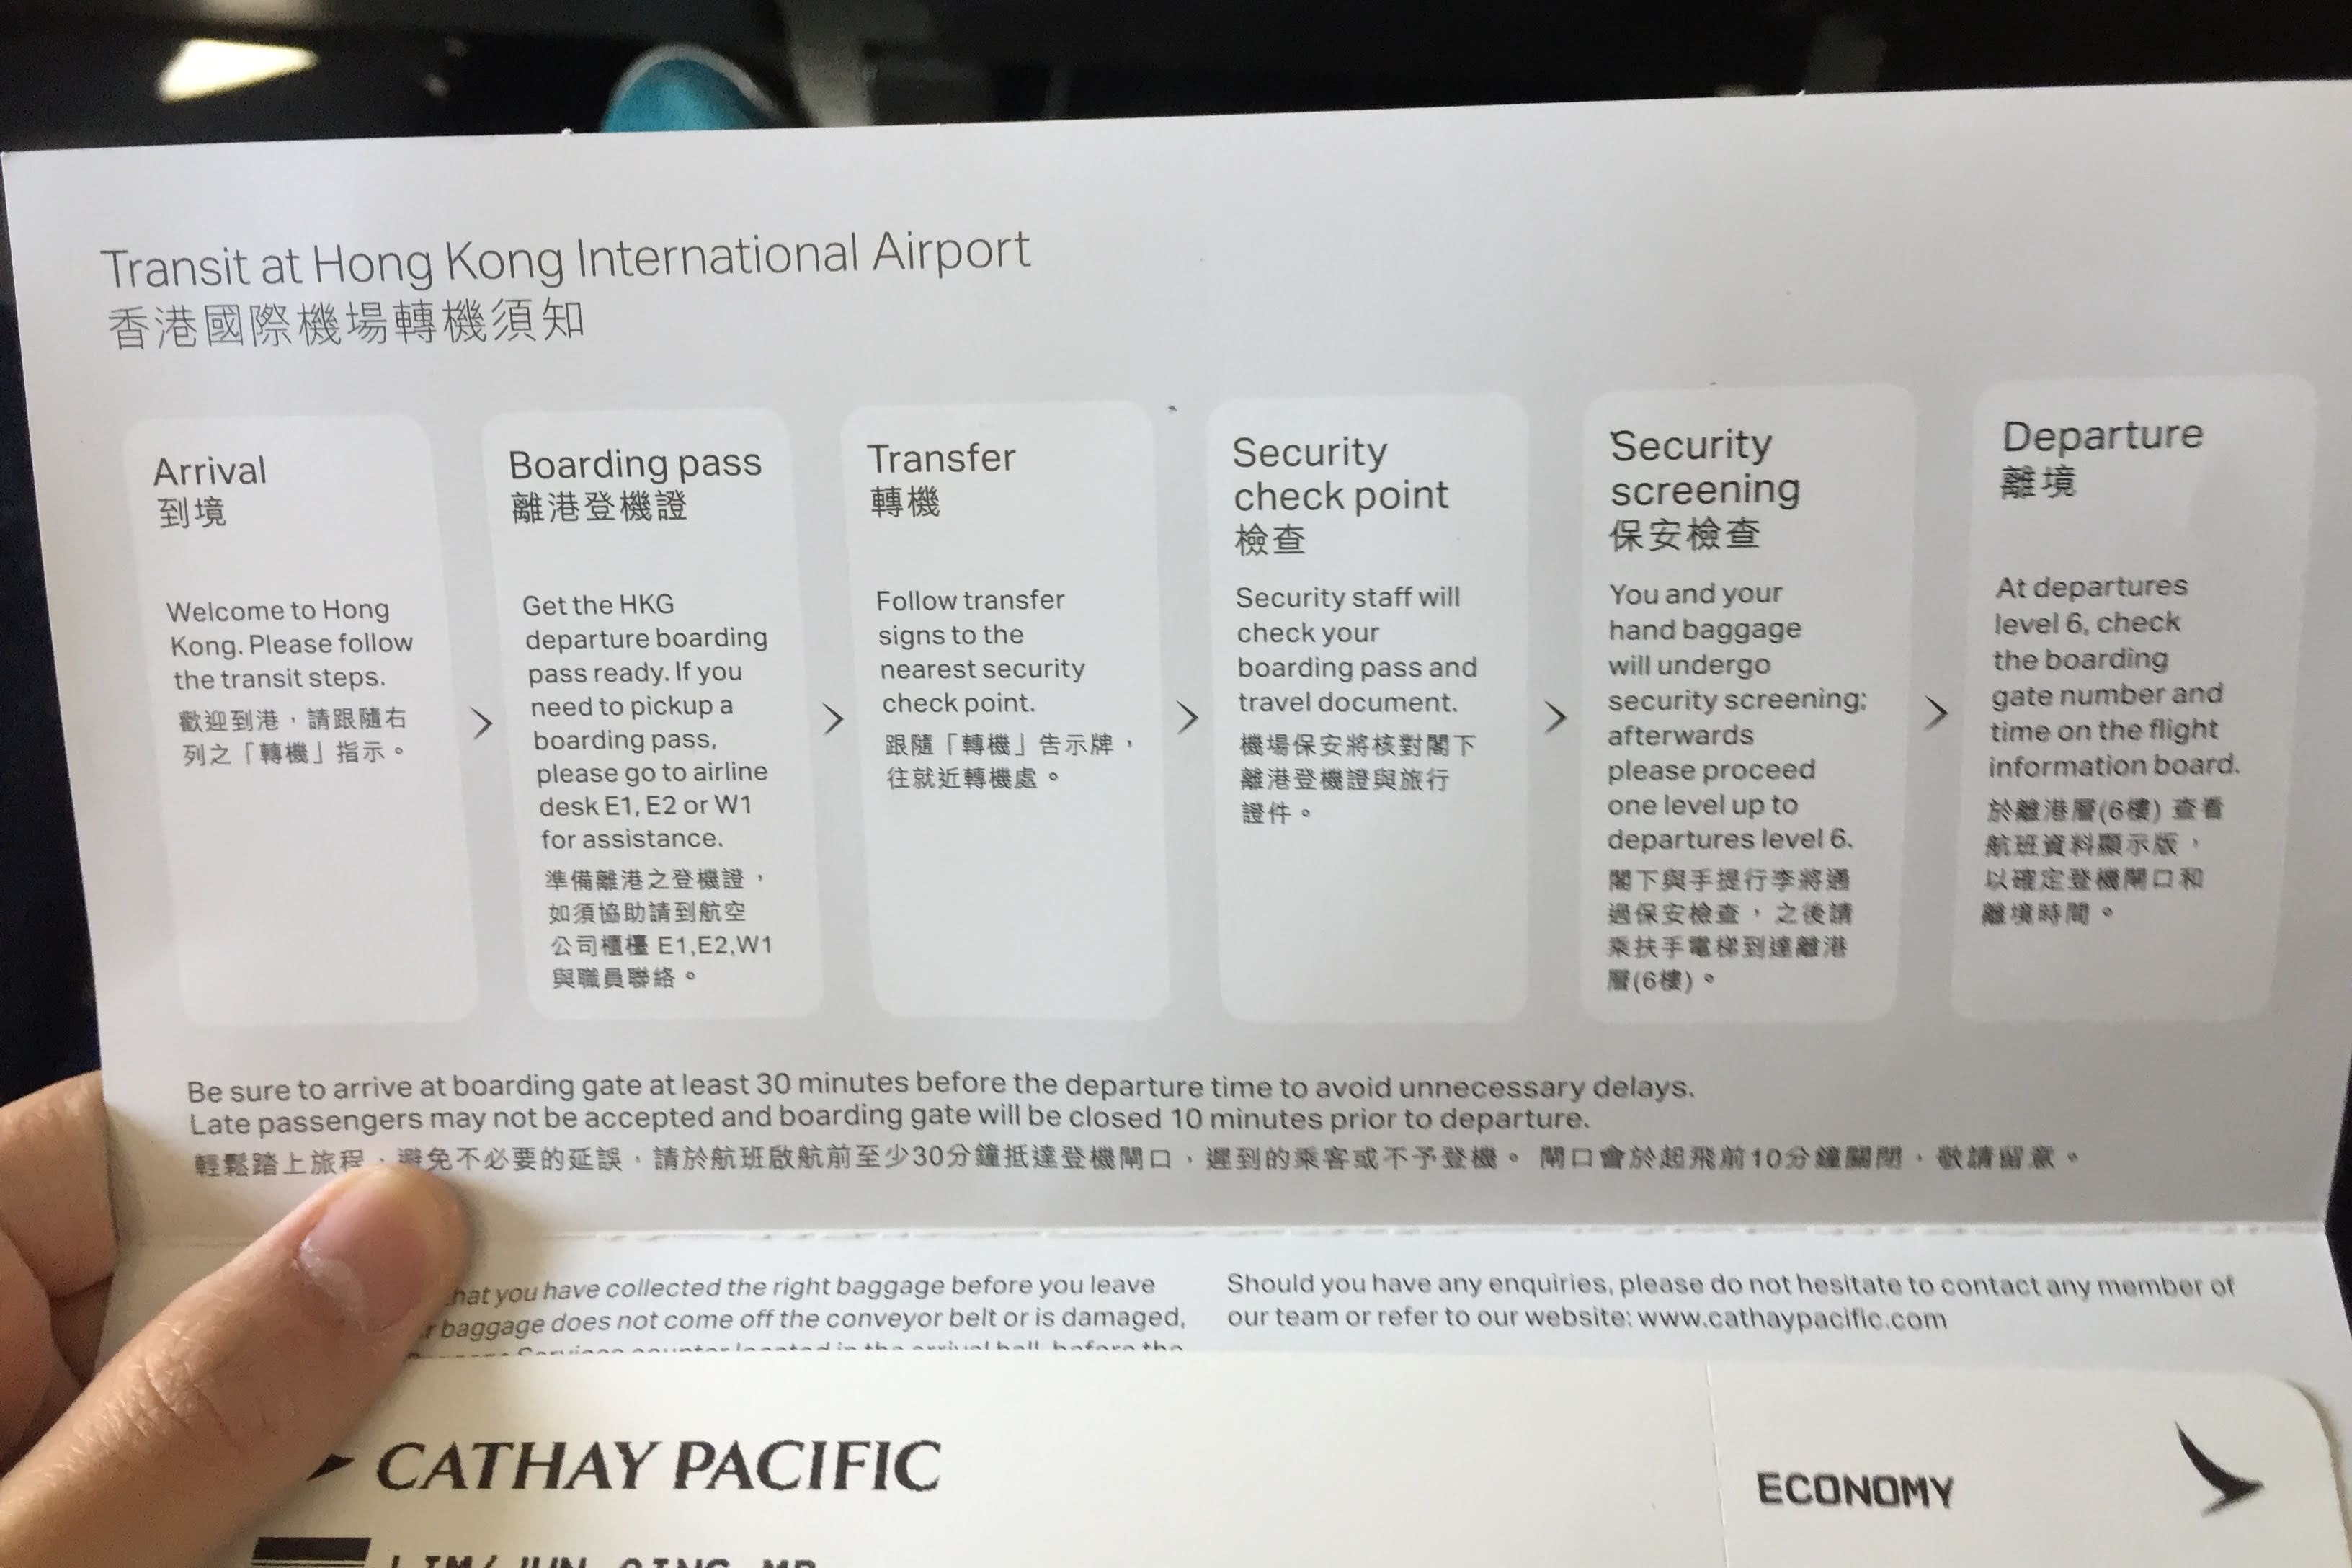 Transit at Hong Kong International Airport
香港國際機場轉機須知
Arrival
到境
Welcome to Hong
Kong. Please follow
the transit steps.
歡迎到港，請跟隨右
列之「轉機」指示。
Boarding pass
離港登機證
Get the HKG
departure boarding
pass ready. If you
need to pickup a
boarding pass,
please go to airline
desk E1, E2 or W1
for assistance.
準備離港之登機證，
如須協助請到航空
公司櫃檯 E1,E2,W1
與職員聯絡。
Transfer
轉機
Follow transfer
signs to the
nearest security
check point.
跟隨「轉機」告示牌，
往就近轉機處。
Security
check point
檢查
Security staff will
check your
boarding pass and
travel document.
機場保安將核對閣下
離港登機證與旅行
證件。
Security
screening
保安檢查
You and your
hand baggage
will undergo
security screening;
afterwards
please proceed
one level up to
departures level 6.
閣下與手提行李將通
過保安檢查，之後請
乘扶手電梯到達離港
層(6樓)。
Departure
離境
At departures
level 6, check
the boarding
gate number and
time on the flight
information board.
於離港層(6樓) 查看
航班資料顯示版，
以確定登機閘口和
離境時間。
Be sure to arrive at boarding gate at least 30 minutes before the departure time to avoid unnecessary delays.
Late passengers may not be accepted and boarding gate will be closed 10 minutes prior to departure.
輕鬆踏上旅程，避免不必要的延誤，請於航班啟航前至少30分鐘抵達登機閘口，遲到的乘客或不予登機。 閘口會於起飛前10分鐘關閉，敬請留意。
that you have collected the right baggage before you leave
baggage does not come off the conveyor belt or is damaged,
Services counter located in the arrival hall, before the
Should you have any enquiries, please do not hesitate to contact any member of
our team or refer to our website: www.cathaypacific.com
CATHAY PACIFIC
ECONOMY
LIM/JUN QING MR